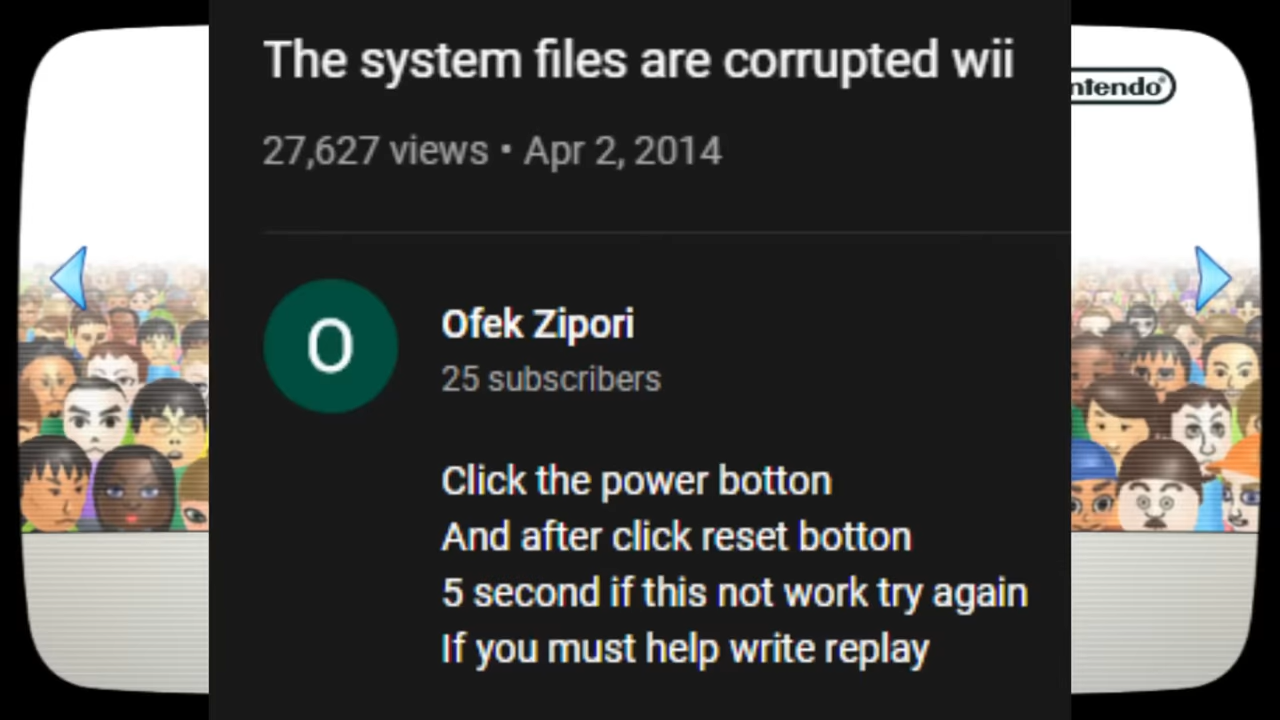 The system files are corrupted wii
ntendo®
27,627 views • Apr 2, 2014
O
Ofek Zipori
25 subscribers
Click the power botton
And after click reset botton
5 second if this not work try again
If you must help write replay